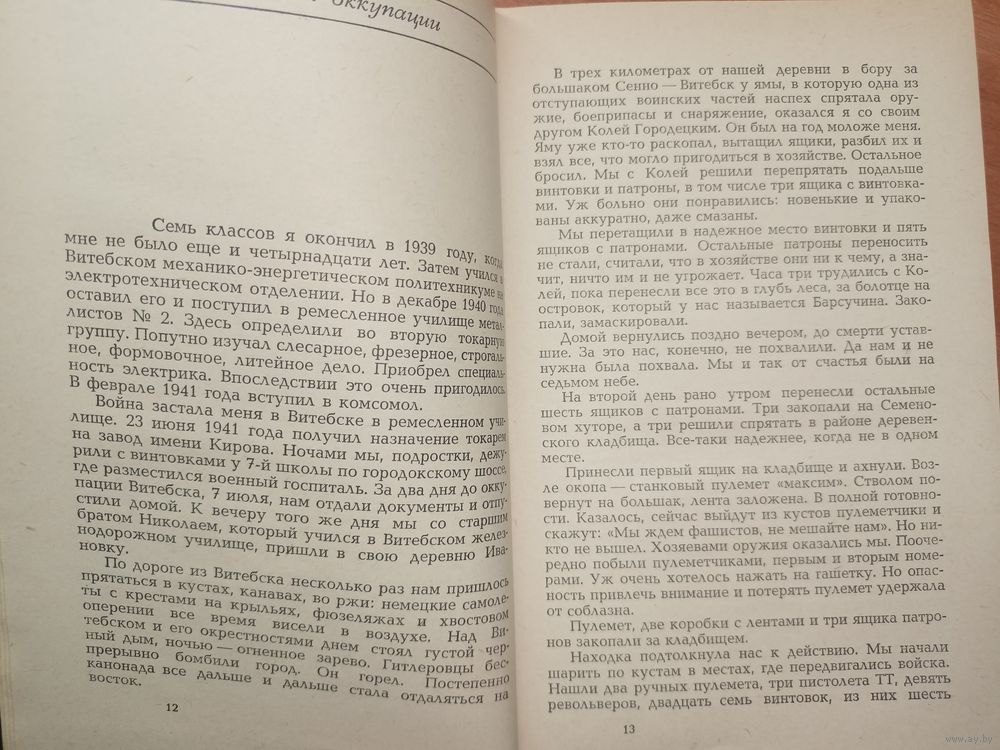 оккупации
Семь классов я окончил в 1939 году, когда
мне не было еще и четырнадцати лет. Затем учился в
Витебском механико-энергетическом политехникуме на
электротехническом отделении. Но в декабре 1940 года
оставил его и поступил в ремесленное училище метал-
листов № 2. Здесь определили во вторую токарную
группу. Попутно изучал слесарное, фрезерное, строгаль-
ное, формовочное, литейное дело. Приобрел специаль-
ность электрика. Впоследствии это очень пригодилось.
В феврале 1941 года вступил в комсомол.
Война застала меня в Витебске в ремесленном учи-
лище. 23 июня 1941 года получил назначение токарем
на завод имени Кирова. Ночами мы, подростки, дежу-
рили с винтовками у 7-й школы по городокскому шоссе,
где разместился военный госпиталь. За два дня до окку-
пации Витебска, 7 июля, нам отдали документы и отпу-
стили домой. К вечеру того же дня мы со старшим
братом Николаем, который учился в Витебском желез-
нодорожном училище, пришли в свою деревню Ива-
новку.
По дороге из Витебска несколько раз нам пришлось
прятаться в кустах, канавах, во ржи: немецкие самоле-
ты с крестами на крыльях, фюзеляжах и хвостовом
оперении все время висели в воздухе. Над Ви-
тебском и его окрестностями днем стоял густой чер-
ный дым, ночью — огненное зарево. Гитлеровцы бес-
прерывно бомбили город. Он горел. Постепенно
канонада все дальше и дальше стала отдаляться на
восток.
12
В трех километрах от нашей деревни в бору за
большаком Сенно — Витебск у ямы, в которую одна из
отступающих воинских частей наспех спрятала ору-
жие, боеприпасы и снаряжение, оказался я со своим
другом Колей Городецким. Он был на год моложе меня.
Яму уже кто-то раскопал, вытащил ящики, разбил их и
взял все, что могло пригодиться в хозяйстве. Остальное
бросил. Мы с Колей решили перепрятать подальше
винтовки и патроны, в том числе три ящика с винтовка-
ми. Уж больно они понравились: новенькие и упако-
ваны аккуратно, даже смазаны.
Мы перетащили в надежное место винтовки и пять
ящиков с патронами. Остальные патроны переносить
не стали, считали, что в хозяйстве они ни к чему, а зна-
чит, ничто им и не угрожает. Часа три трудились с Ко-
лей, пока перенесли все это в глубь леса, за болотце на
островок, который у нас называется Барсучина. Зако-
пали, замаскировали.
Домой вернулись поздно вечером, до смерти устав-
шие. За это нас, конечно, не похвалили. Да нам и не
нужна была похвала. Мы и так от счастья были на
седьмом небе.
На второй день рано утром перенесли остальные
шесть ящиков с патронами. Три закопали на Семено-
вом хуторе, а три решили спрятать в районе деревен-
ского кладбища. Все-таки надежнее, когда не в одном
месте.
Принесли первый ящик на кладбище и ахнули. Воз-
ле окопа — станковый пулемет «максим». Стволом по-
вернут на большак, лента заложена. В полной готовно-
сти. Казалось, сейчас выйдут из кустов пулеметчики и
скажут: «Мы ждем фашистов, не мешайте нам». Но ни-
кто не вышел. Хозяевами оружия оказались мы. Пооче-
редно побыли пулеметчиками, первым и вторым номе-
рами. Уж очень хотелось нажать на гашетку. Но опас-
ность привлечь внимание и потерять пулемет удержала
от соблазна.
Пулемет, две коробки с лентами и три ящика патро-
нов закопали за кладбищем.
Находка подтолкнула нас к действию. Мы начали
шарить по кустам в местах, где передвигались войска.
Нашли два ручных пулемета, три пистолета ТТ, девять
револьверов, двадцать семь винтовок, из них шесть
13
www.ay.by